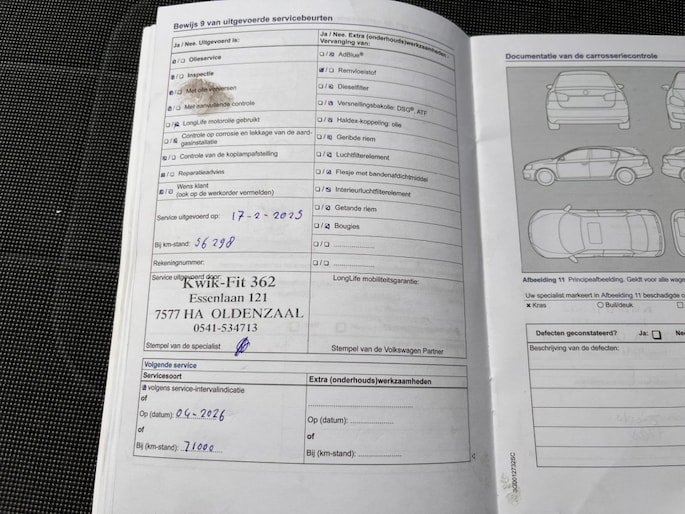 Bewijs 9 van uitgevoerde servicebeurten
Ja / Nee. Uitgevoerd is:
Olieservice
Inspectie
Met olie verversen
Met aanvullende controle
LongLife motorolie gebruikt
Controle op corrosie en lekkage van de aard-
gasinstallatie
Controle van de koplampafstelling
Reparatieadvies
Wens klant
(ook op de werkorder vermelden)
Service uitgevoerd op: 17-2-2025
Bij km-stand: 56 298
Rekeningnummer:
Service uitgevoerd door:
Kwik-Fit 362
Essenlaan 121
7577 HA OLDENZAAL
0541-534713
Stempel van de specialist
Ja / Nee. Extra (onderhouds)werkzaamheden -
Vervanging van:
AdBlue®
Remvloeistof
Dieselfilter
Versnellingsbakolie: DSG®, ATF
Haldex-koppeling: olie
Geribde riem
Luchtfilterelement
Flesje met bandenafdichtmiddel
Interieurluchtfilterelement
Getande riem
Bougies
LongLife mobiliteitsgarantie:
Stempel van de Volkswagen Partner
Volgende service
Servicesoort
volgens service-intervalindicatie
of
Op (datum): 04-2026
of
Bij (km-stand): 71000
Extra (onderhouds)werkzaamheden
Op (datum):
of
Bij (km-stand):
Documentatie van de carrosseriecontrole
Afbeelding 11 Principeafbeelding, Geldt voor alle wage
Uw specialist markeert in Afbeelding 11 beschadigde o
Kras
Buil/deuk
Defecten geconstateerd? Ja: Ne
Beschrijving van de defecten: